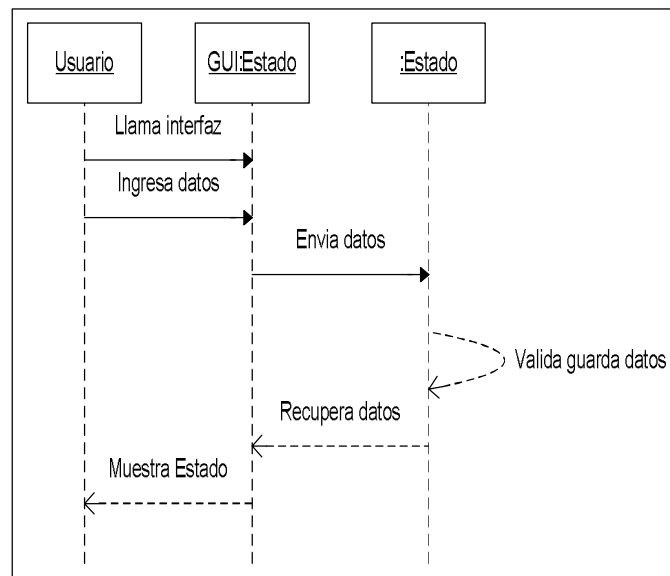 Usuario
GUI:Estado
:Estado
Llama interfaz
Ingresa datos
Envia datos
Valida guarda datos
Recupera datos
Muestra Estado